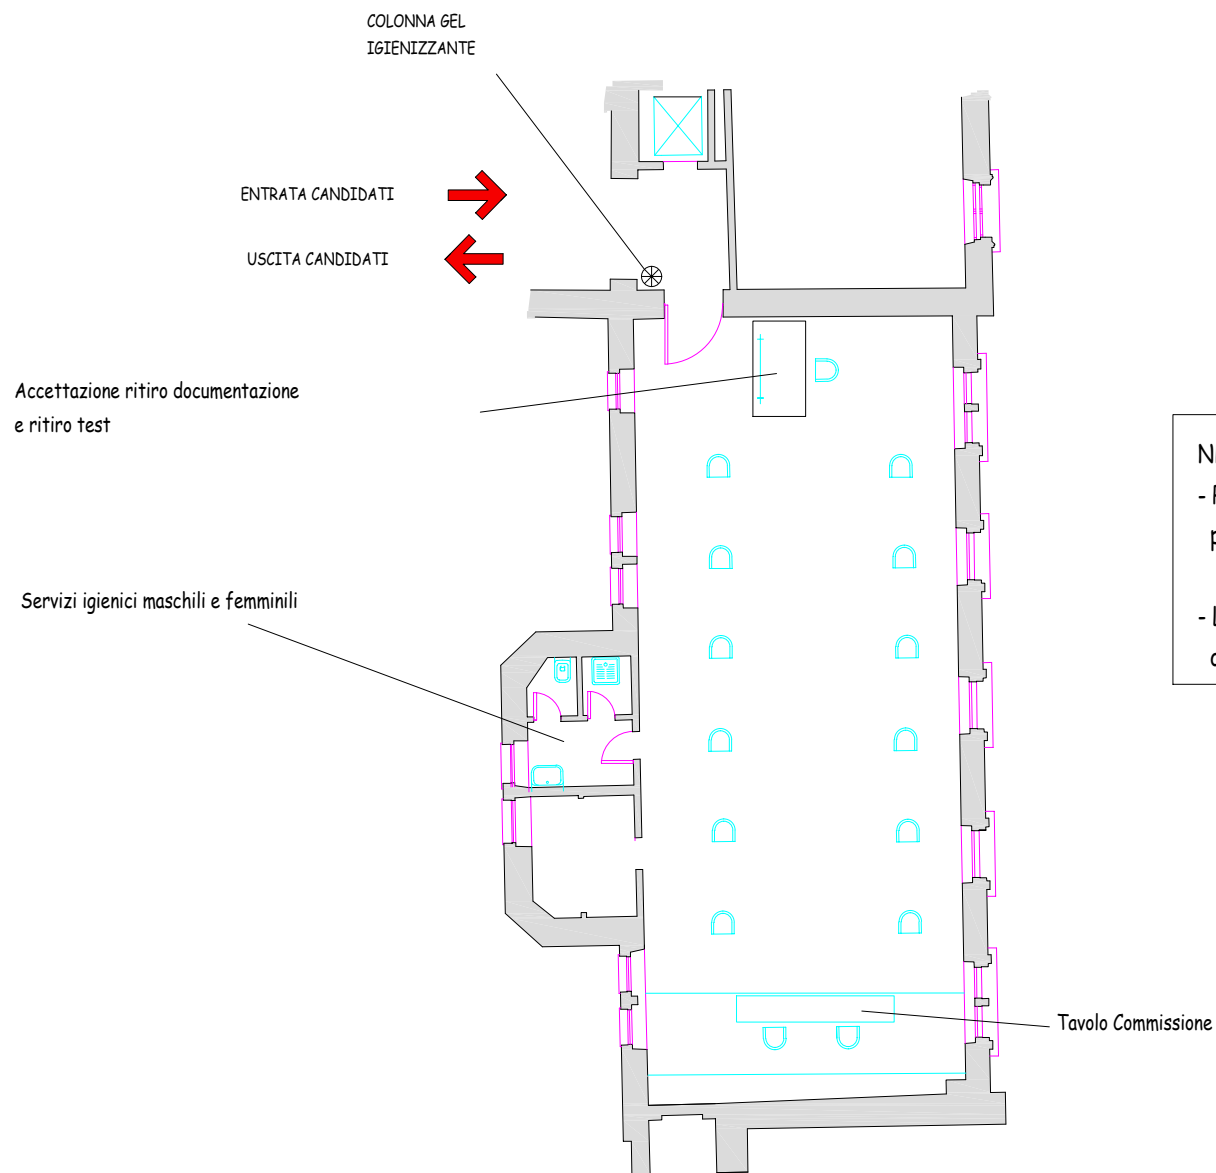 COLONNA GEL
IGIENIZZANTE
ENTRATA CANDIDATI
USCITA CANDIDATI
Accettazione ritiro documentazione
e ritiro test
Servizi igienici maschili e femminili
Tavolo Commissione